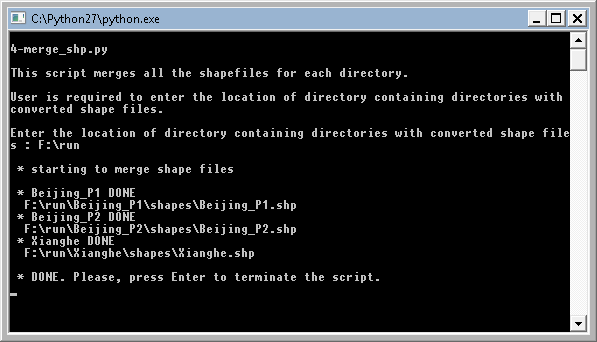 C:\Python27\python.exe
4-merge_shp.py
This script merges all the shapefiles for each directory.
User is required to enter the location of directory containing directories with
converted shape files.
Enter the location of directory containing directories with converted shape file
s : F:\run
* starting to merge shape files
* Beijing_P1 DONE
F:\run\Beijing_P1\shapes\Beijing_P1.shp
* Beijing_P2 DONE
F:\run\Beijing_P2\shapes\Beijing_P2.shp
* Xianghe DONE
F:\run\Xianghe\shapes\Xianghe.shp
* DONE. Please, press Enter to terminate the script.